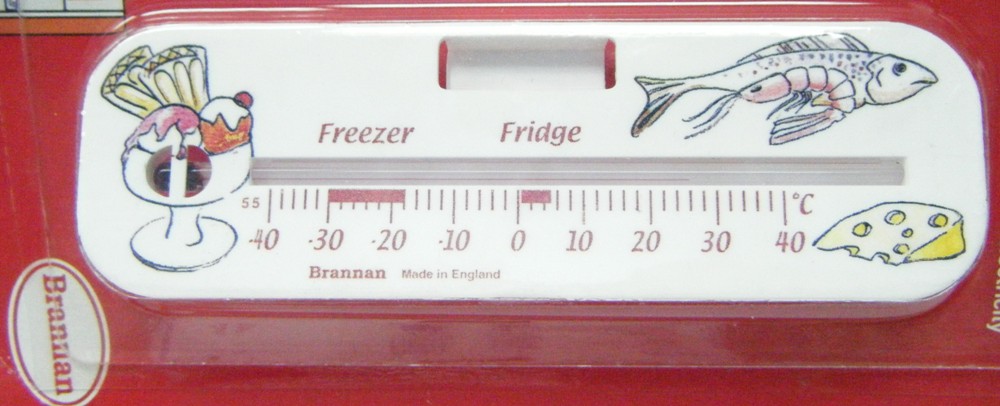 Freezer Fridge
55 °C
-40 -30 -20 -10 0 10 20 30 40
Brannan Made in England
Brannan